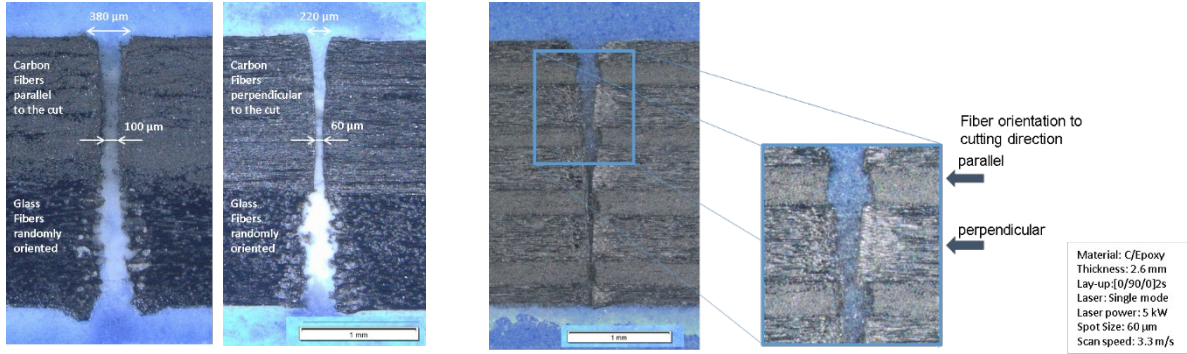 380 µm
Carbon
Fibers
parallel
to the cut
100 µm
Glass
Fibers
randomly
oriented
220 µm
Carbon
Fibers
perpendicular
to the cut
60 µm
Glass
Fibers
randomly
oriented
1 mm
1 mm
Fiber orientation to
cutting direction
parallel
perpendicular
Material: C/Epoxy
Thickness: 2.6 mm
Lay-up:[0/90/0]2s
Laser: Single mode
Laser power: 5 kW
Spot Size: 60 µm
Scan speed: 3.3 m/s